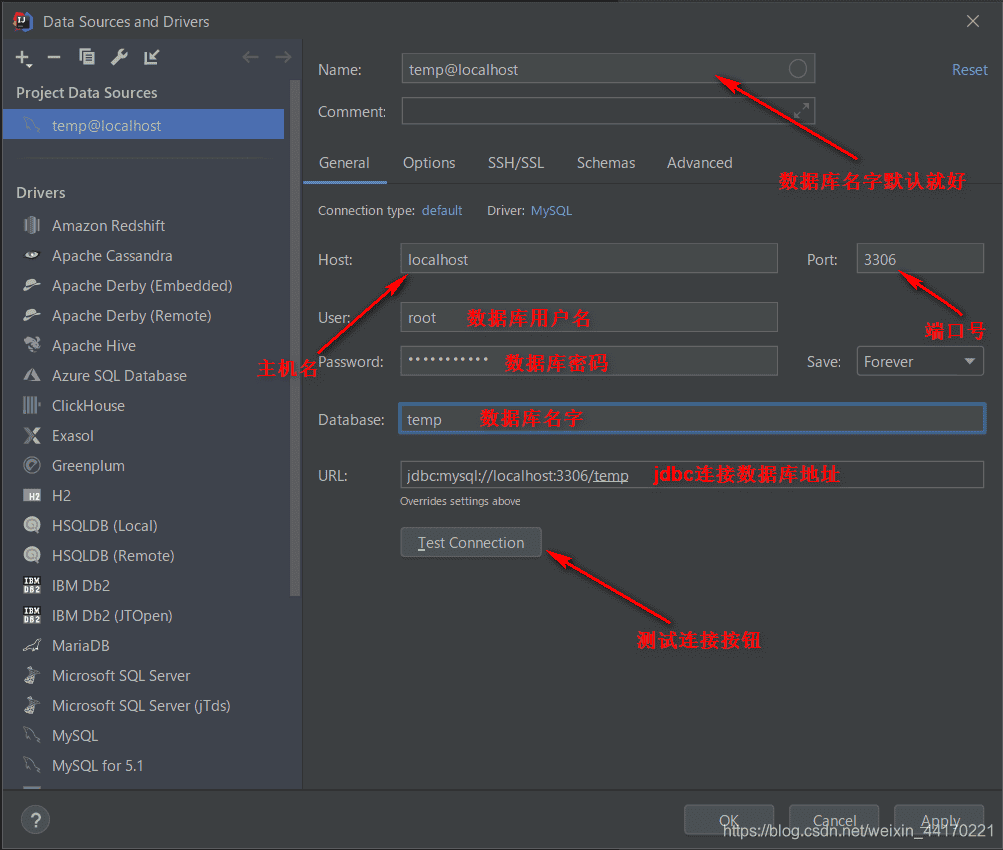 Data Sources and Drivers
Project Data Sources
temp@localhost
Drivers
Amazon Redshift
Apache Cassandra
Apache Derby (Embedded)
Apache Derby (Remote)
Apache Hive
Azure SQL Database
ClickHouse
Exasol
Greenplum
H2
HSQLDB (Local)
HSQLDB (Remote)
IBM Db2
IBM Db2 (JTOpen)
MariaDB
Microsoft SQL Server
Microsoft SQL Server (jTds)
MySQL
MySQL for 5.1
Name: temp@localhost Reset
Comment:
数据库名字默认就好
General Options SSH/SSL Schemas Advanced
Connection type: default Driver: MySQL
Host: localhost Port: 3306
主机名
端口号
User: root 数据库用户名
Password: ••••••••••• 数据库密码 Save: Forever
Database: temp 数据库名字
URL: jdbc:mysql://localhost:3306/temp jdbc连接数据库地址
Overrides settings above
Test Connection
测试连接按钮
? OK Cancel Apply
https://blog.csdn.net/weixin_44170221